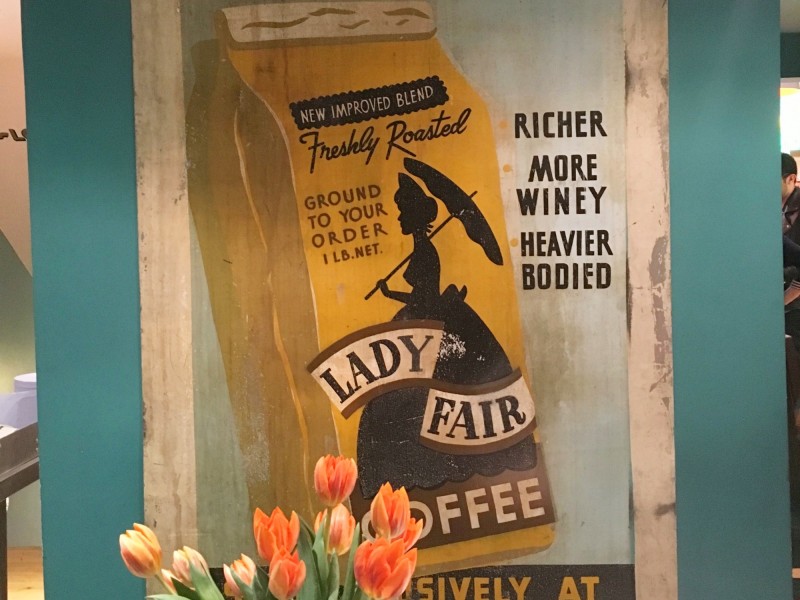 NEW IMPROVED BLEND
Freshly Roasted
GROUND
TO YOUR
ORDER
1 LB. NET.
LADY
FAIR
COFFEE
RICHER
MORE
WINEY
HEAVIER
BODIED
SIVELY AT